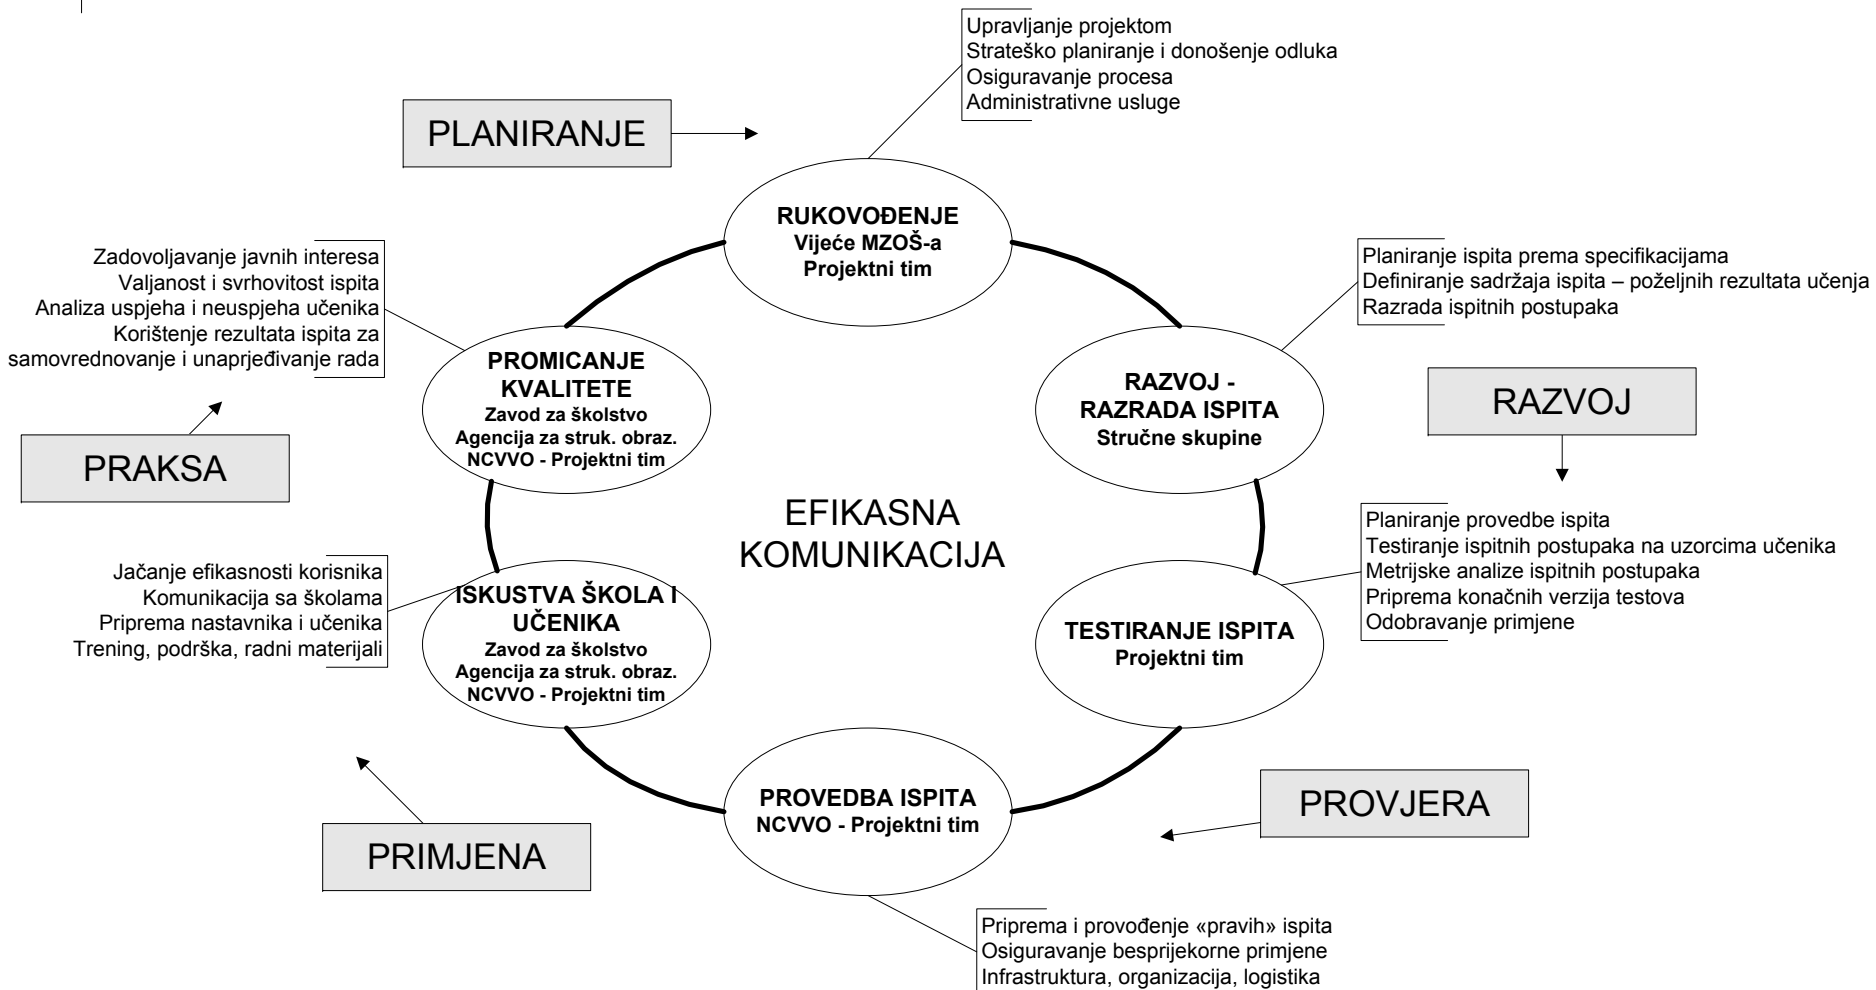 Upravljanje projektom
Strateško planiranje i donošenje odluka
Osiguravanje procesa
Administrativne usluge
PLANIRANJE
RUKOVOĐENJE
Vijeće MZOŠ-a
Projektni tim
Zadovoljavanje javnih interesa
Valjanost i svrhovitost ispita
Analiza uspjeha i neuspjeha učenika
Korištenje rezultata ispita za
samovrednovanje i unaprjeđivanje rada
Planiranje ispita prema specifikacijama
Definiranje sadržaja ispita – poželjnih rezultata učenja
Razrada ispitnih postupaka
PROMICANJE
KVALITETE
Zavod za školstvo
Agencija za struk. obraz.
NCVVO - Projektni tim
RAZVOJ -
RAZRADA ISPITA
Stručne skupine
RAZVOJ
PRAKSA
EFIKASNA
KOMUNIKACIJA
Planiranje provedbe ispita
Testiranje ispitnih postupaka na uzorcima učenika
Metrijske analize ispitnih postupaka
Priprema konačnih verzija testova
Odobravanje primjene
Jačanje efikasnosti korisnika
Komunikacija sa školama
Priprema nastavnika i učenika
Trening, podrška, radni materijali
ISKUSTVA ŠKOLA I
UČENIKA
Zavod za školstvo
Agencija za struk. obraz.
NCVVO - Projektni tim
TESTIRANJE ISPITA
Projektni tim
PROVEDBA ISPITA
NCVVO - Projektni tim
PROVJERA
PRIMJENA
Priprema i provođenje «pravih» ispita
Osiguravanje besprijekorne primjene
Infrastruktura, organizacija, logistika